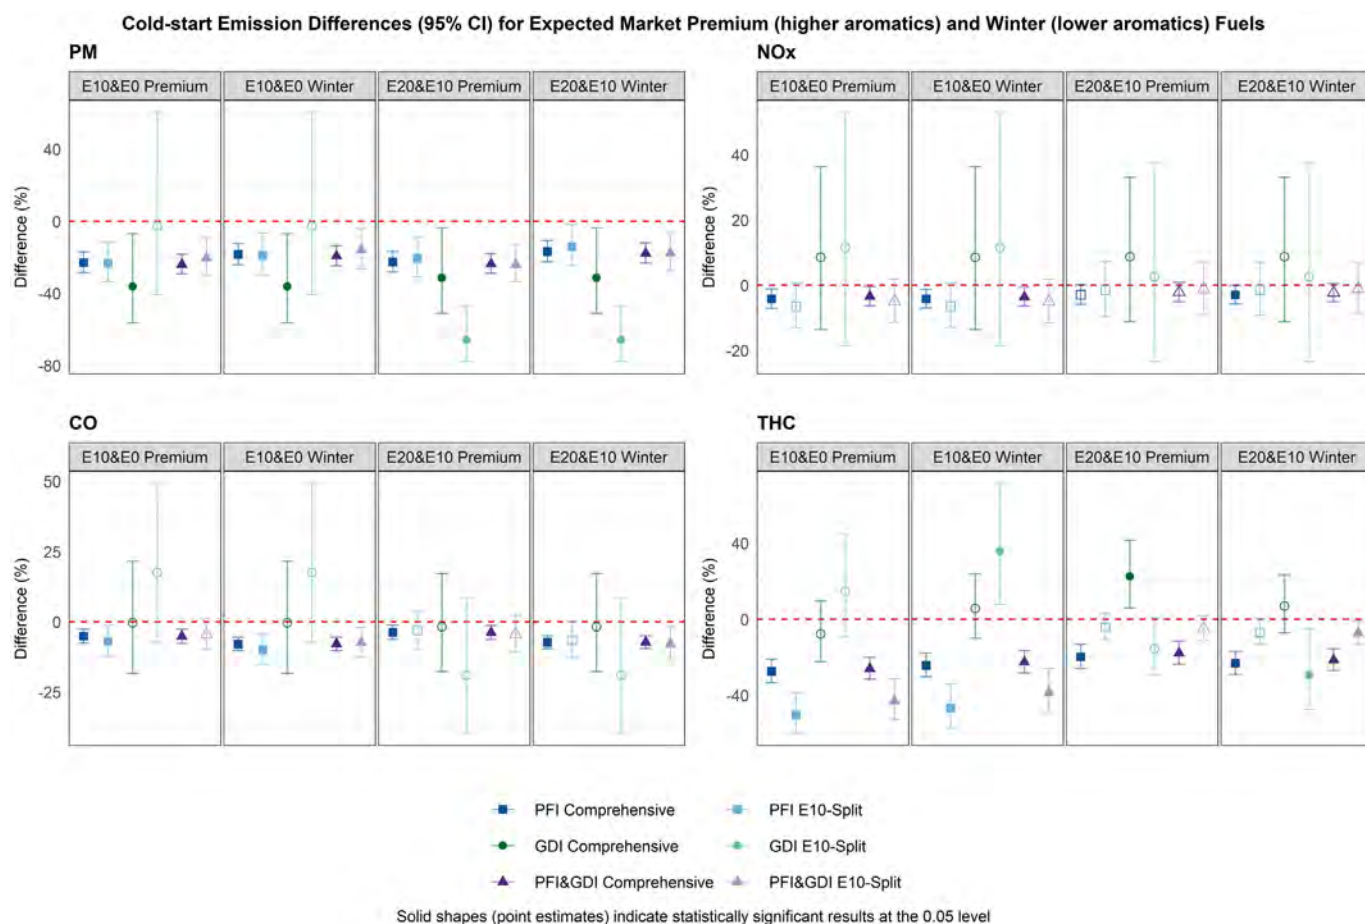 Cold-start Emission Differences (95% CI) for Expected Market Premium (higher aromatics) and Winter (lower aromatics) Fuels
PM
E10&E0 Premium E10&E0 Winter E20&E10 Premium E20&E10 Winter
Difference (%)
40
0
-40
-80
NOx
E10&E0 Premium E10&E0 Winter E20&E10 Premium E20&E10 Winter
Difference (%)
40
20
0
-20
CO
E10&E0 Premium E10&E0 Winter E20&E10 Premium E20&E10 Winter
Difference (%)
50
25
0
-25
THC
E10&E0 Premium E10&E0 Winter E20&E10 Premium E20&E10 Winter
Difference (%)
40
0
-40
PFI Comprehensive PFI E10-Split
GDI Comprehensive GDI E10-Split
PFI&GDI Comprehensive PFI&GDI E10-Split
Solid shapes (point estimates) indicate statistically significant results at the 0.05 level